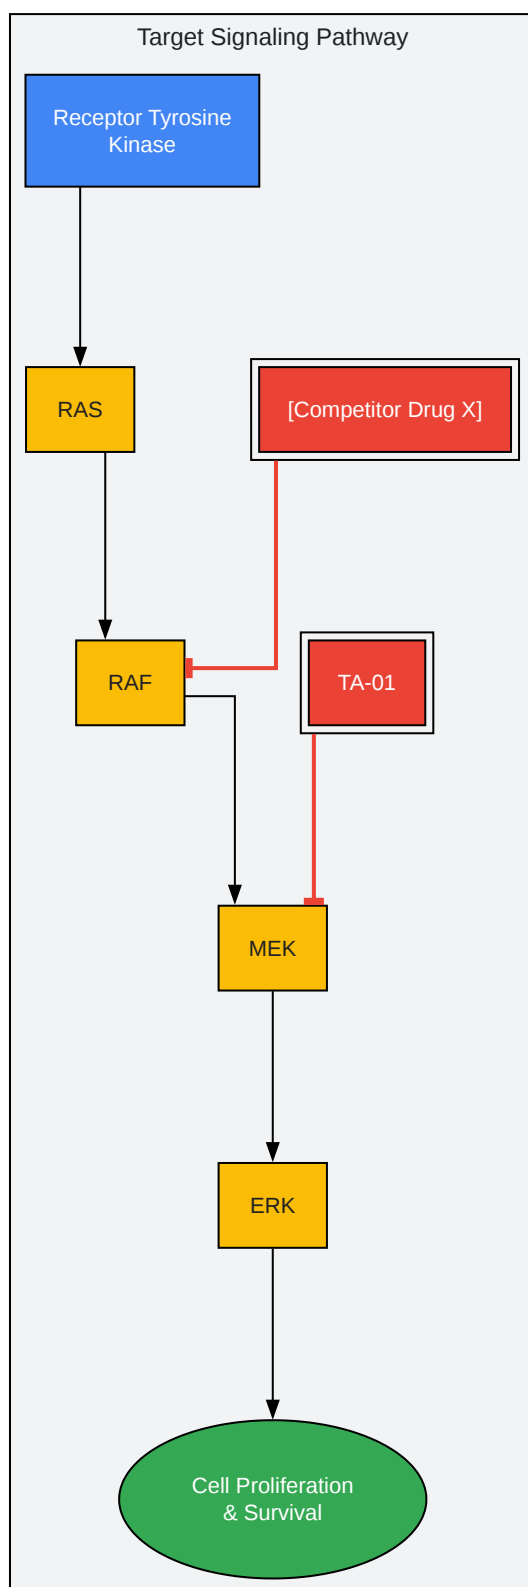 Target Signaling Pathway
Receptor Tyrosine
Kinase
RAS
[Competitor Drug X]
RAF
TA-01
MEK
ERK
Cell Proliferation
& Survival